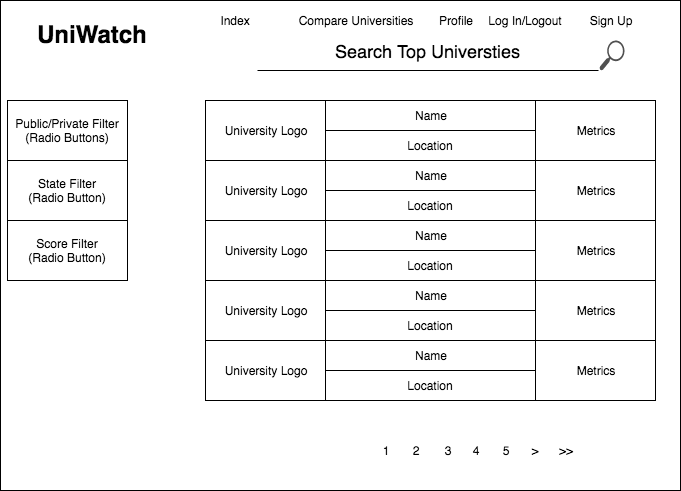 Index Compare Universities Profile Log In/Logout Sign Up
UniWatch
Search Top Universties
Public/Private Filter
(Radio Buttons)
State Filter
(Radio Button)
Score Filter
(Radio Button)
University Logo
Name
Location
Metrics
University Logo
Name
Location
Metrics
University Logo
Name
Location
Metrics
University Logo
Name
Location
Metrics
University Logo
Name
Location
Metrics
1 2 3 4 5 > >>